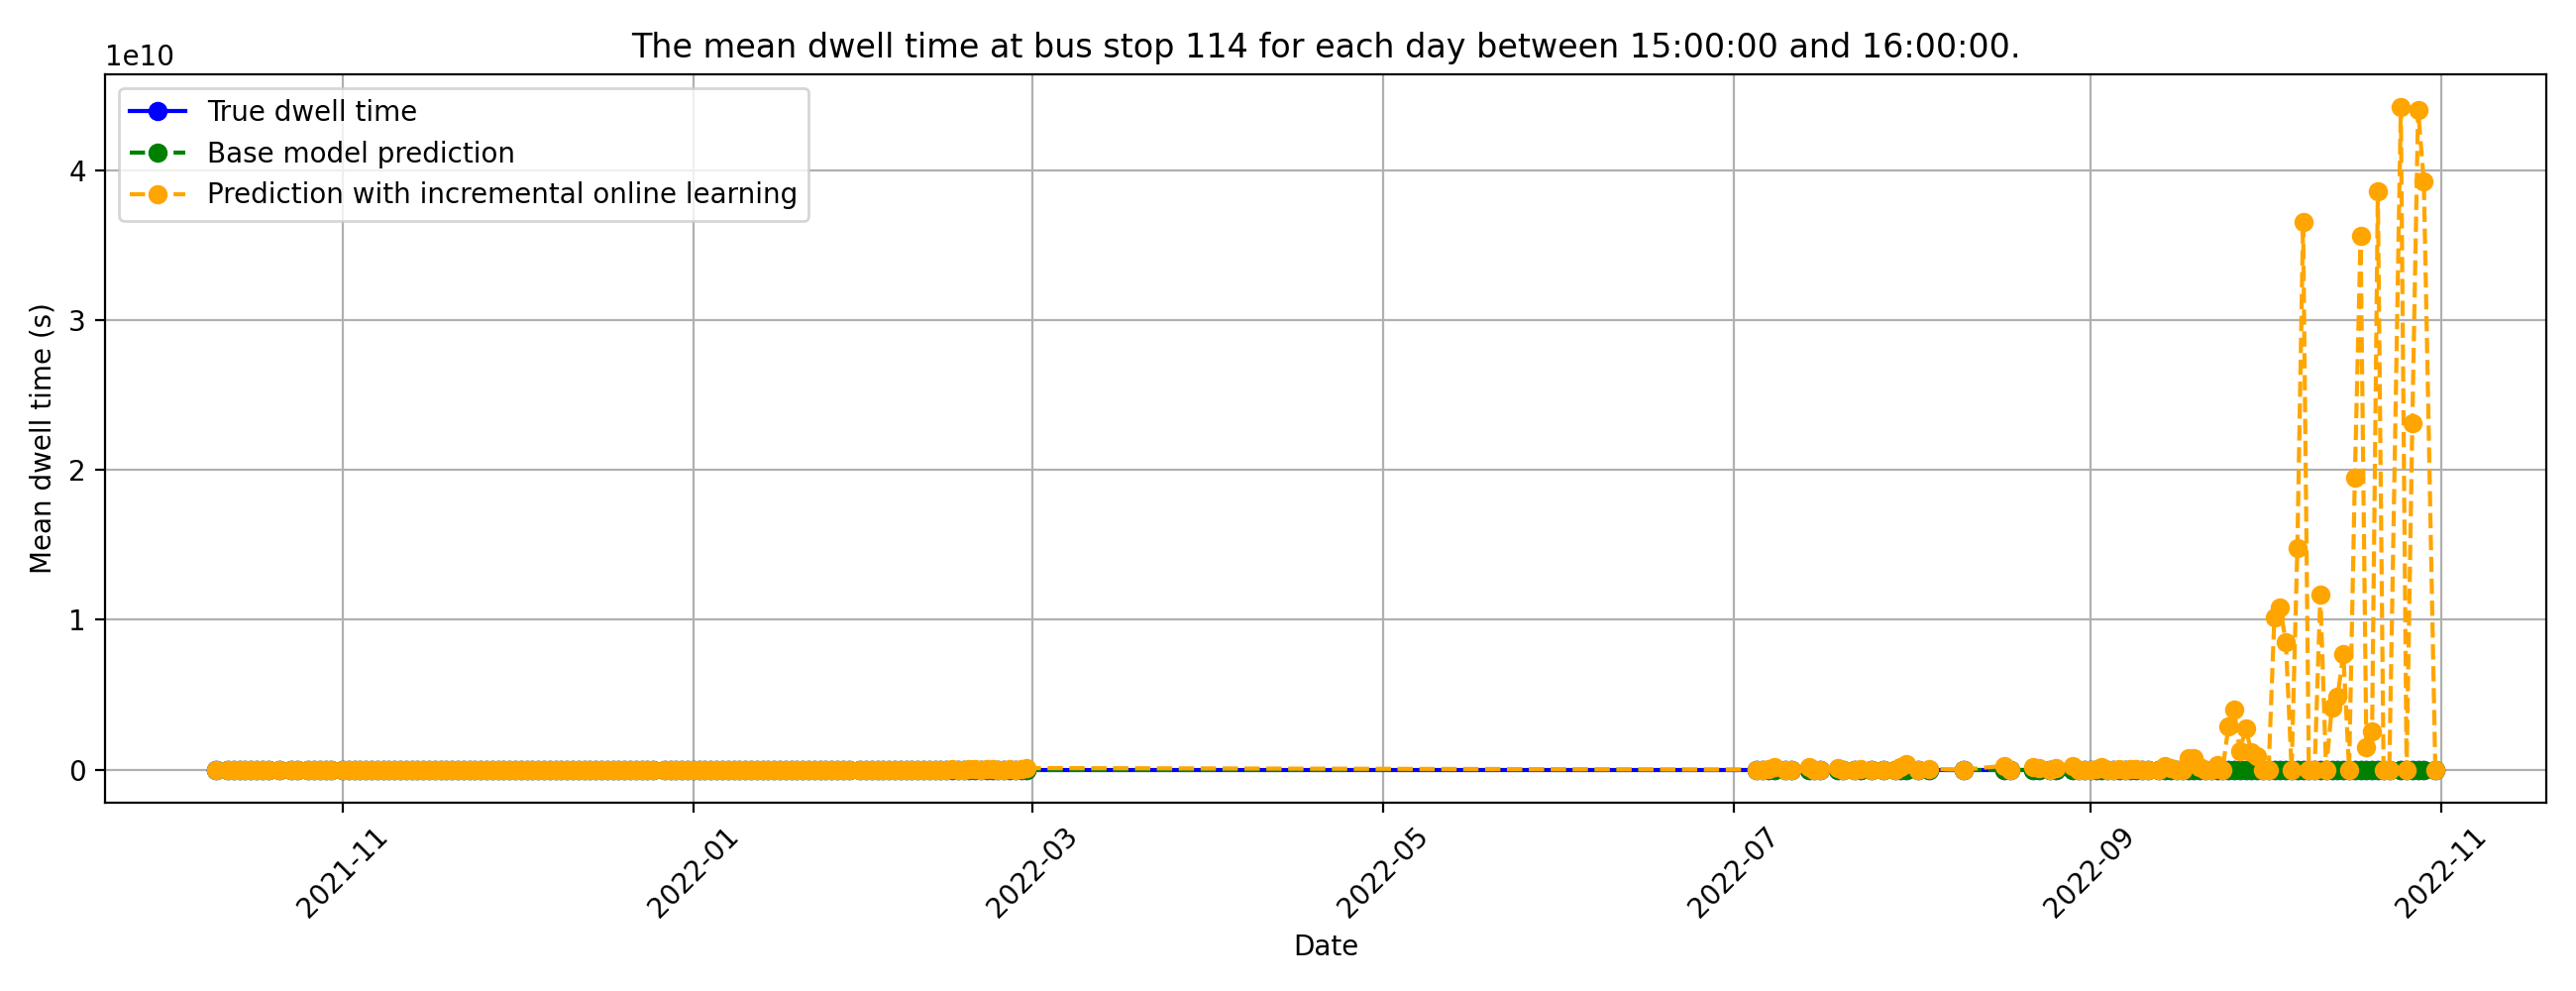 The mean dwell time at bus stop 114 for each day between 15:00:00 and 16:00:00.
1e10
True dwell time
Base model prediction
Prediction with incremental online learning
4
3
2
1
0
Mean dwell time (s)
2021-11
2022-01
2022-03
2022-05
2022-07
2022-09
2022-11
Date